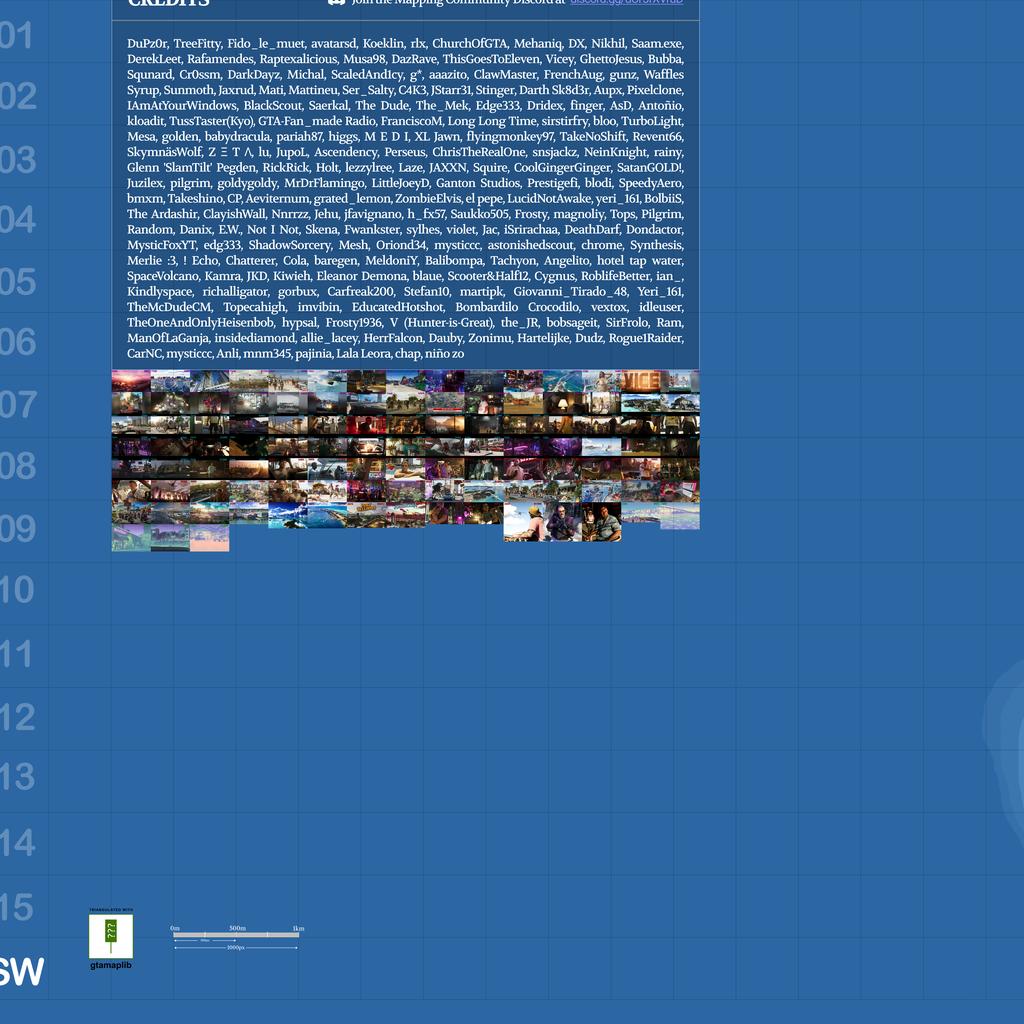 CREDITS
Join the Mapping Community Discord at
DuPz0r, TreeFitty, Fido_le_muet, avatarsd, Koeklin, rlx, ChurchOfGTA, Mehaniq, DX, Nikhil, Saam.exe,
DerekLeet, Rafamendes, Raptexalicious, Musa98, DazRave, ThisGoesToEleven, Vicey, GhettoJesus, Bubba,
Squnard, Cr0ssm, DarkDayz, Michal, ScaledAnd1cy, g*, aaazito, ClawMaster, FrenchAug, gunz, Waffles
Syrup, Sunmoth, Jaxrud, Mati, Mattineu, Ser_Salty, C4K3, JStarr31, Stinger, Darth Sk8d3r, Aupx, Pixelclone,
IAmAtYourWindows, BlackScout, Saerkal, The Dude, The_Mek, Edge333, Dridex, finger, AsD, Antoñio,
kloadit, TussTaster(Kyo), GTA-Fan_made Radio, FranciscoM, Long Long Time, sirstirfry, bloo, TurboLight,
Mesa, golden, babydracula, pariah87, higgs, M E D I, XL Jawn, flyingmonkey97, TakeNoShift, Revent66,
SkymnäsWolf, Z Ξ T Λ, lu, JupoL, Ascendency, Perseus, ChrisTheRealOne, snsjackz, NeinKnight, rainy,
Glenn 'SlamTilt' Pegden, RickRick, Holt, lezzylree, Laze, JAXXN, Squire, CoolGingerGinger, SatanGOLD!,
Juzilex, pilgrim, goldygoldy, MrDrFlamingo, LittleJoeyD, Ganton Studios, Prestigefi, blodi, SpeedyAero,
bmxm, Takeshino, CP, Aeviternum, grated_lemon, ZombieElvis, el pepe, LucidNotAwake, yeri_161, BolbiiS,
The Ardashir, ClayishWall, Nnrrzz, Jehu, jfavignano, h_fx57, Saukko505, Frosty, magnoliy, Tops, Pilgrim,
Random, Danix, E.W., Not I Not, Skena, Fwankster, sylhes, violet, Jac, iSrirachaa, DeathDarf, Dondactor,
MysticFoxYT, edg333, ShadowSorcery, Mesh, Oriond34, mysticcc, astonishedscout, chrome, Synthesis,
Merlie :3, ! Echo, Chatterer, Cola, baregen, MeldoniY, Balibompa, Tachyon, Angelito, hotel tap water,
SpaceVolcano, Kamra, JKD, Kiwieh, Eleanor Demona, blaue, Scooter&Half12, Cygnus, RoblifeBetter, ian_,
Kindlyspace, richalligator, gorbux, Carfreak200, Stefan10, martipk, Giovanni_Tirado_48, Yeri_161,
TheMcDudeCM, Topecahigh, imvibin, EducatedHotshot, Bombardilo Crocodilo, vextox, idleuser,
TheOneAndOnlyHeisenbob, hypsal, Frosty1936, V (Hunter-is-Great), the_JR, bobsageit, SirFrolo, Ram,
ManOfLaGanja, insidediamond, allie_lacey, HerrFalcon, Dauby, Zonimu, Hartelijke, Dudz, RogueIRaider,
CarNC, mysticcc, Anli, mnm345, pajinia, Lala Leora, chap, niño zo
VICE
01
02
03
04
05
06
07
08
09
10
11
12
13
14
15
SW
TRIANGULATED WITH
???
gtamaplib
0m 500m 1km
1000px